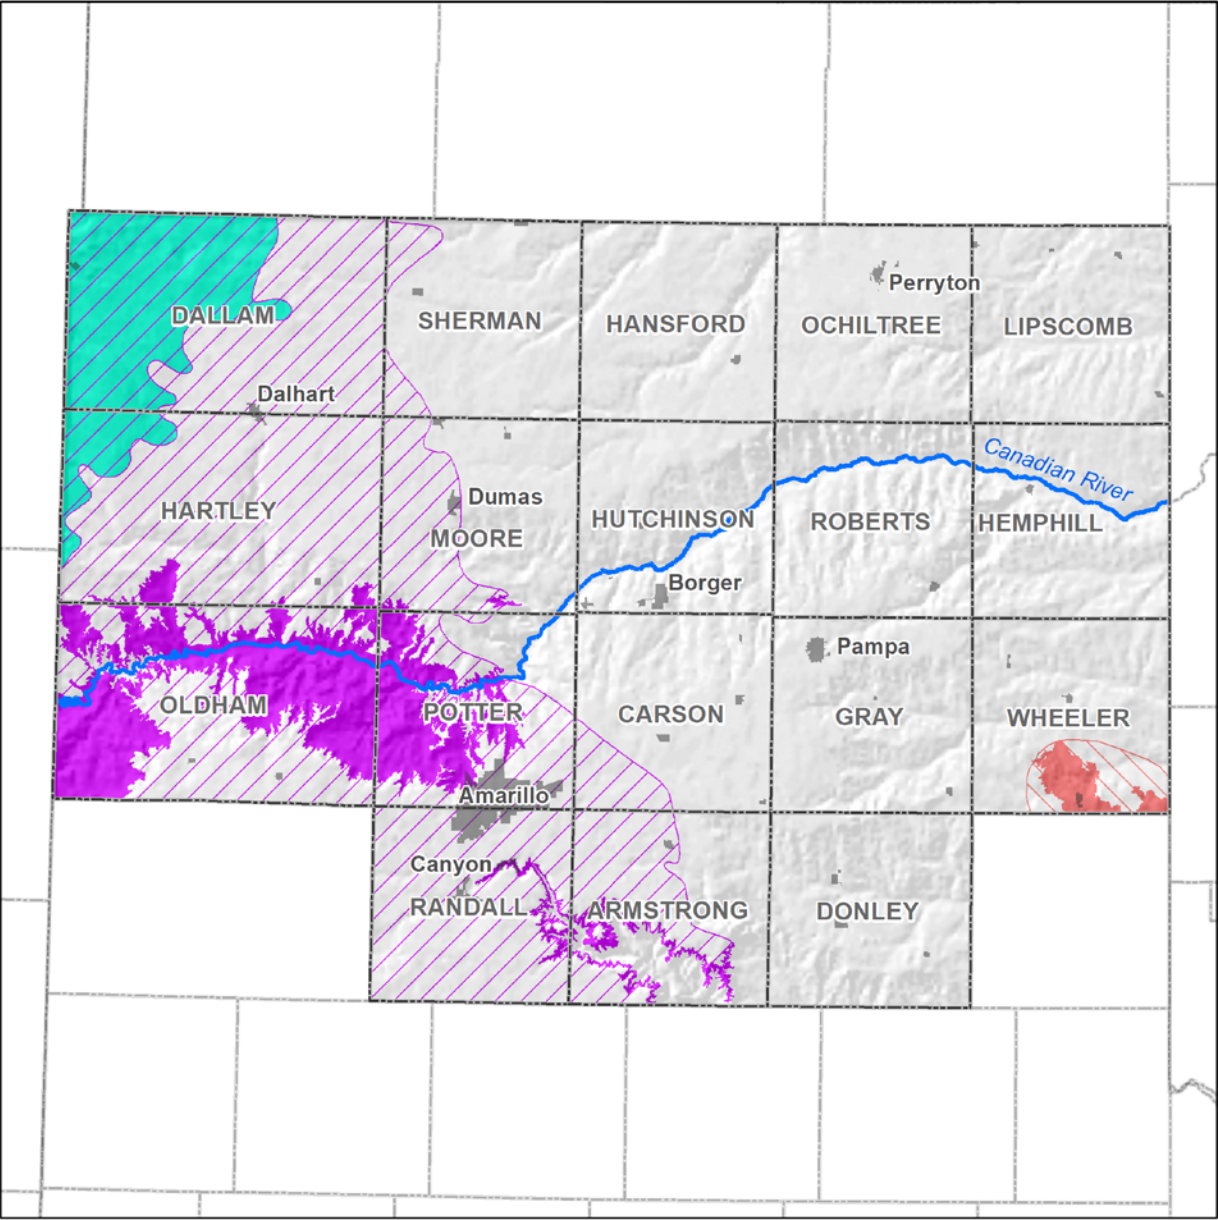 Perryton
DALLAM
SHERMAN
HANSFORD
OCHILTREE
LIPSCOMB
Dalhart
Canadian River
Dumas
HARTLEY
MOORE
HUTCHINSON
ROBERTS
HEMPHILL
Borger
Pampa
OLDHAM
POTTER
CARSON
GRAY
WHEELER
Amarillo
Canyon
RANDALL
ARMSTRONG
DONLEY